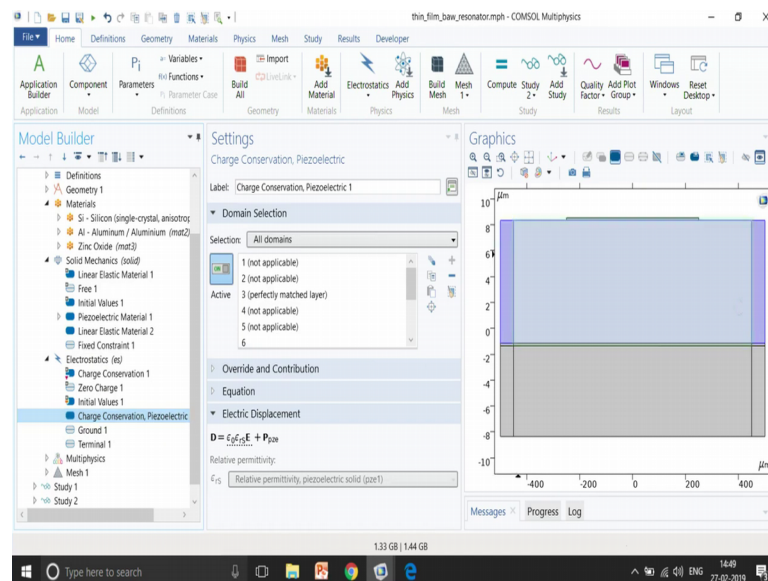 thin_film_baw_resonator.mph - COMSOL Multiphysics
File Home Definitions Geometry Materials Physics Mesh Study Results Developer
Application Builder
Component
Pi
Parameters
a= Variables
f(x) Functions
Pi Parameter Case
Build All
Import
LiveLink
Add Material
Electrostatics
Add Physics
Build Mesh
Mesh 1
Compute
Study 2
Add Study
Quality Factor
Add Plot Group
Windows
Reset Desktop
Application Model Definitions Geometry Materials Physics Mesh Study Results Layout
Model Builder
Definitions
Geometry 1
Materials
Si - Silicon (single-crystal, anisotrop
Al - Aluminum / Aluminium (mat2)
Zinc Oxide (mat3)
Solid Mechanics (solid)
Linear Elastic Material 1
Free 1
Initial Values 1
Piezoelectric Material 1
Linear Elastic Material 2
Fixed Constraint 1
Electrostatics (es)
Charge Conservation 1
Zero Charge 1
Initial Values 1
Charge Conservation, Piezoelectric
Ground 1
Terminal 1
Multiphysics
Mesh 1
Study 1
Study 2
Settings
Charge Conservation, Piezoelectric
Label: Charge Conservation, Piezoelectric 1
Domain Selection
Selection: All domains
Active
1 (not applicable)
2 (not applicable)
3 (perfectly matched layer)
4 (not applicable)
5 (not applicable)
6
Override and Contribution
Equation
Electric Displacement
D = ε0εrSE + Ppze
Relative permittivity:
εrS Relative permittivity, piezoelectric solid (pze1)
Graphics
μm
10
8
6
4
2
0
-2
-4
-6
-8
-10
μm
-400 -200 0 200 400
Messages Progress Log
1.33 GB | 1.44 GB
Type here to search
ENG
14:49
27-02-2019